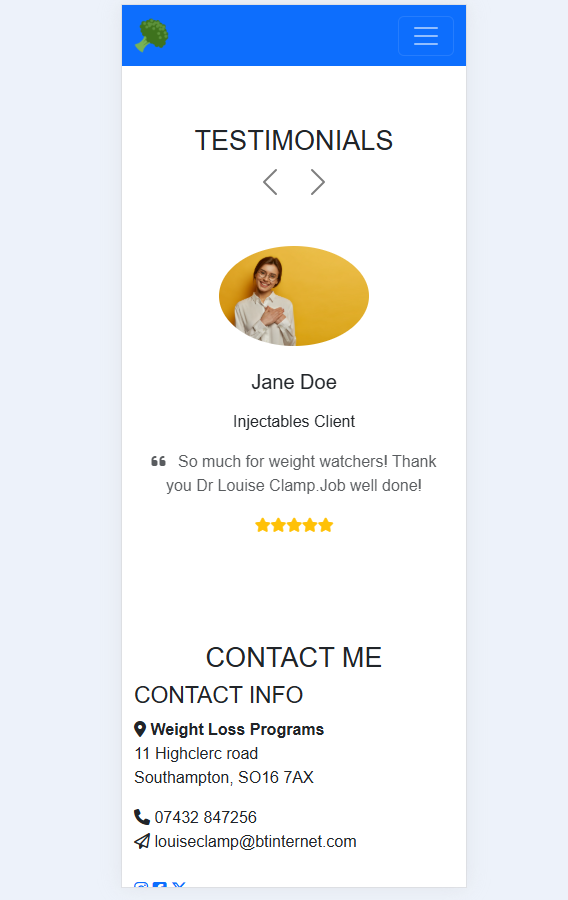 TESTIMONIALS
Jane Doe
Injectables Client
So much for weight watchers! Thank
you Dr Louise Clamp.Job well done!
CONTACT ME
CONTACT INFO
Weight Loss Programs
11 Highclerc road
Southampton, SO16 7AX
07432 847256
louiseclamp@btinternet.com